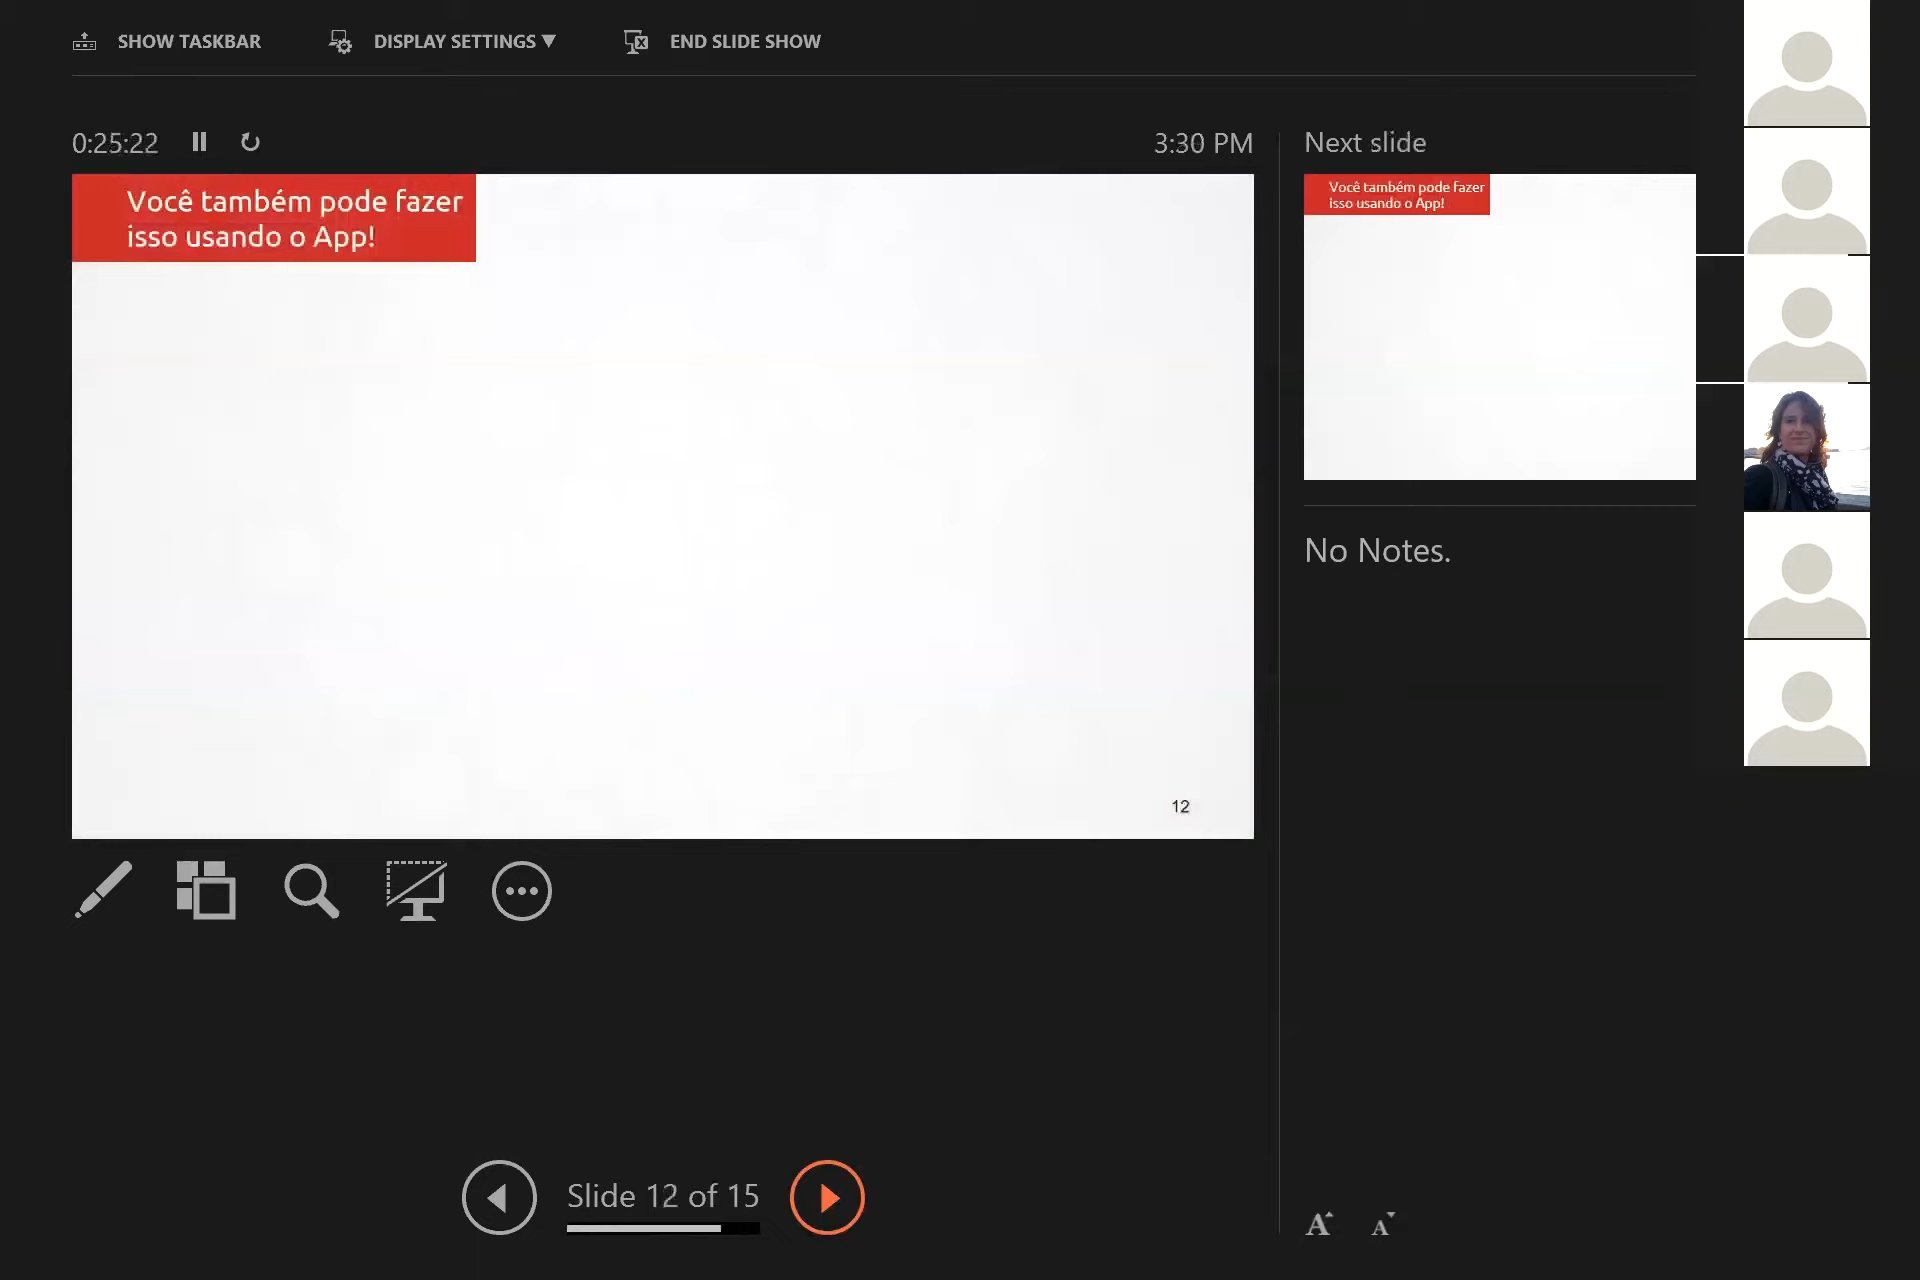 SHOW TASKBAR
DISPLAY SETTINGS ▼
END SLIDE SHOW
0:25:22
3:30 PM
Next slide
Você também pode fazer
isso usando o App!
12
Você também pode fazer
isso usando o App!
No Notes.
Slide 12 of 15
A
A